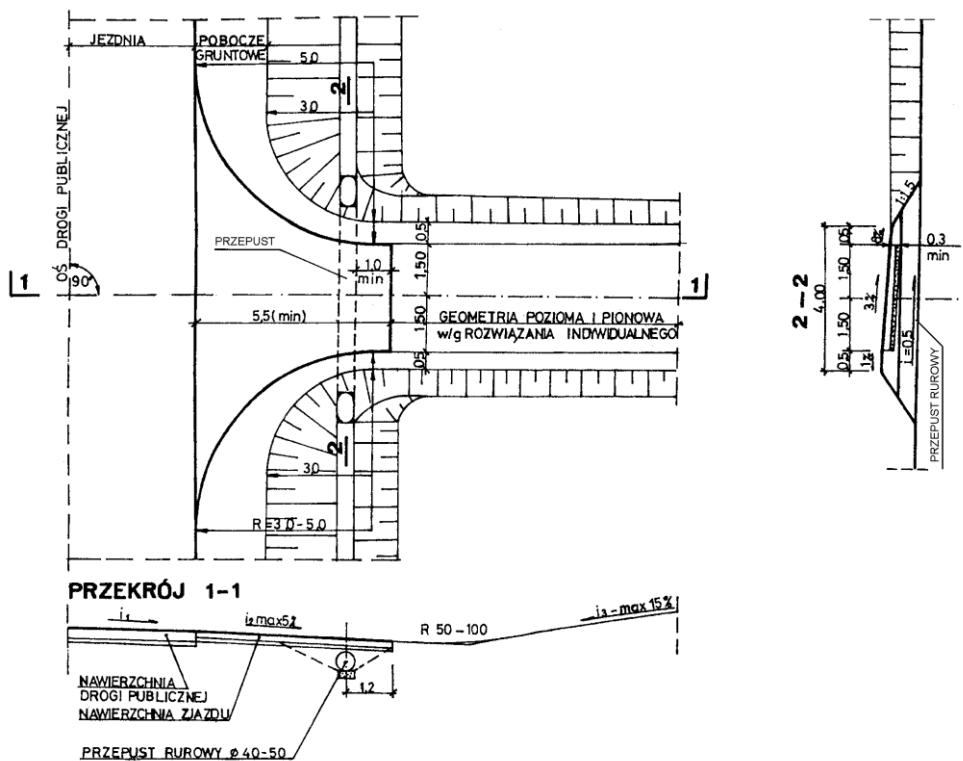 JEZDNIA
POBOCZE
GRUNTOWE
5,0
2
3,0
OŚ DROGI PUBLICZNEJ
PRZEPUST
1,0
min
0,5
1,50
1
90°
1
5,5(min)
GEOMETRIA POZIOMA I PIONOWA
w/g ROZWIĄZANIA INDYWIDUALNEGO
1,50
0,5
2
3,0
R=3,0-5,0
1:1,5
0,3
min
0,5
1,50
4.00
1,50
0,5
8%
3%
i=0,5
2-2
PRZEPUST RUROWY
PRZEKRÓJ 1-1
i₁
i₂max5%
R 50-100
i₃-max 15%
1,2
NAWIERZCHNIA
DROGI PUBLICZNEJ
NAWIERZCHNIA ZJAZDU
PRZEPUST RUROWY ø 40-50